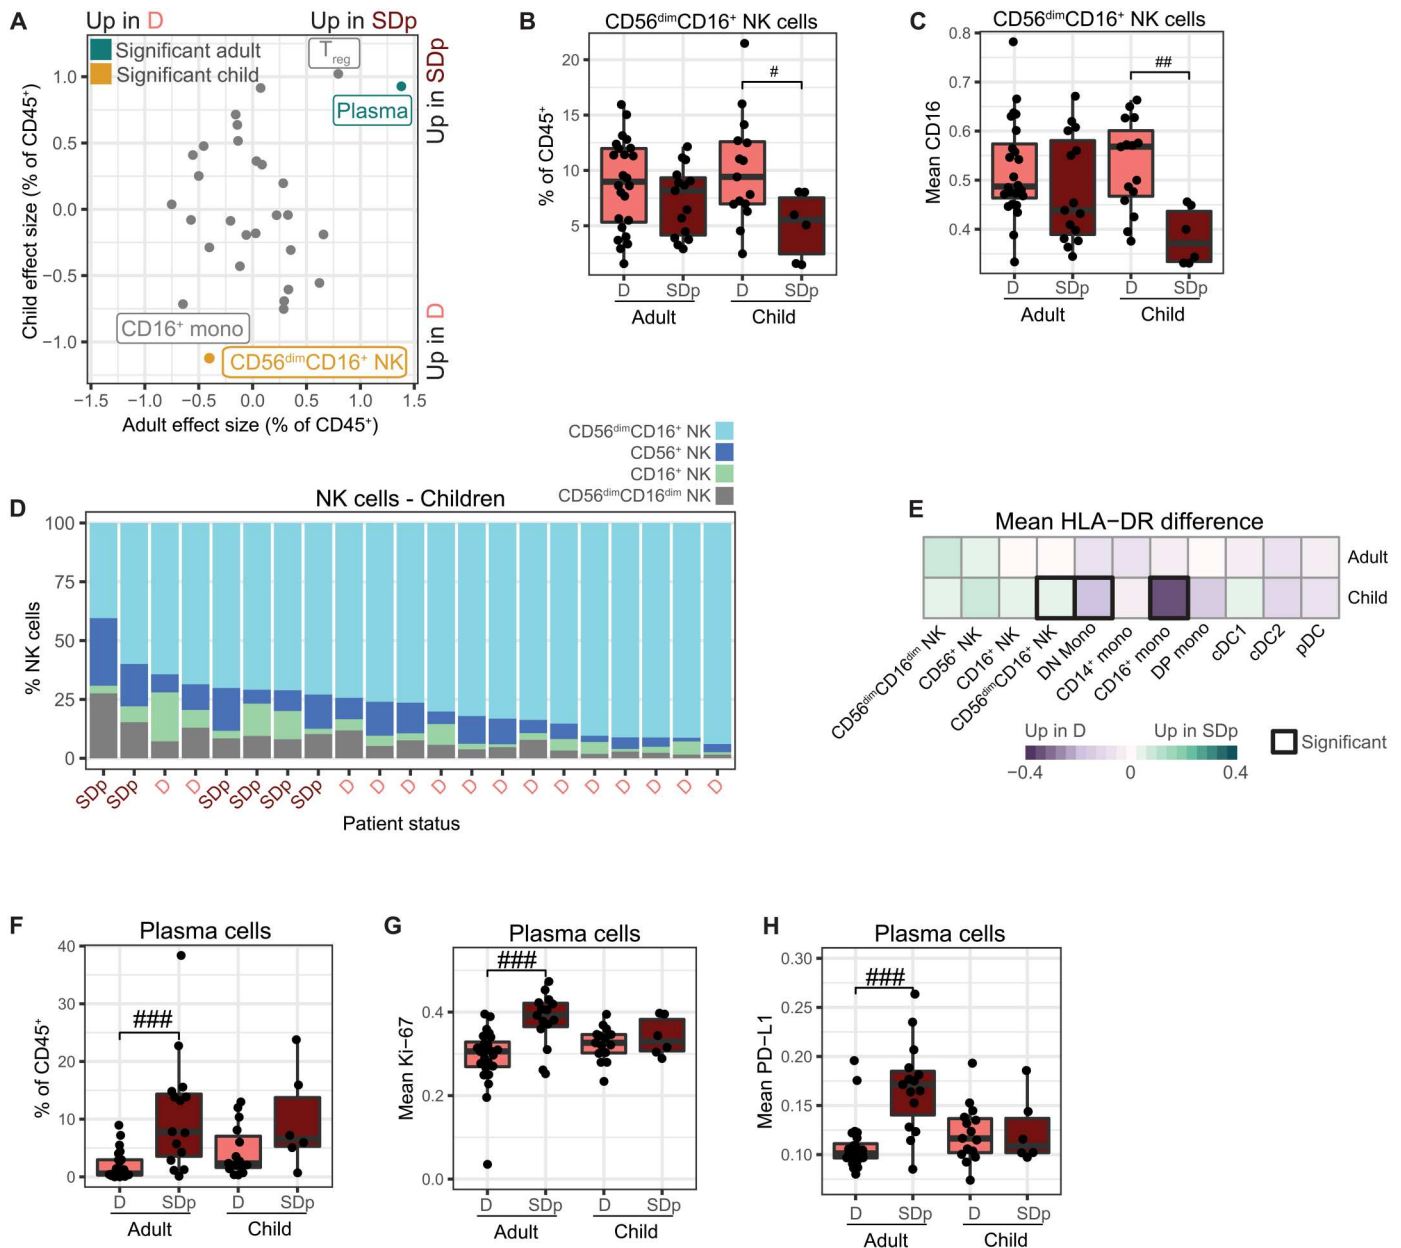 A
Up in D
Up in SDp
Significant adult
Significant child
Treg
Plasma
CD16+ mono
CD56dimCD16+ NK
Up in SDp
Up in D
Child effect size (% of CD45+)
1.0
0.5
0.0
−0.5
−1.0
−1.5 −1.0 −0.5 0.0 0.5 1.0 1.5
Adult effect size (% of CD45+)
B
CD56dimCD16+ NK cells
#
% of CD45+
20
15
10
5
D SDp D SDp
Adult Child
C
CD56dimCD16+ NK cells
##
Mean CD16
0.8
0.7
0.6
0.5
0.4
D SDp D SDp
Adult Child
CD56dimCD16+ NK
CD56+ NK
CD16+ NK
CD56dimCD16dim NK
D
NK cells - Children
% NK cells
100
75
50
25
0
SDp SDp D D SDp SDp SDp SDp D D D D D D D D D D D D D
Patient status
E
Mean HLA−DR difference
Adult
Child
CD56dimCD16dim NK
CD56+ NK
CD16+ NK
CD56dimCD16+ NK
DN Mono
CD14+ mono
CD16+ mono
DP mono
cDC1
cDC2
pDC
Up in D Up in SDp
−0.4 0 0.4
Significant
F
Plasma cells
###
% of CD45+
40
30
20
10
0
D SDp D SDp
Adult Child
G
Plasma cells
###
Mean Ki−67
0.4
0.2
0.0
D SDp D SDp
Adult Child
H
Plasma cells
###
Mean PD−L1
0.30
0.25
0.20
0.15
0.10
D SDp D SDp
Adult Child